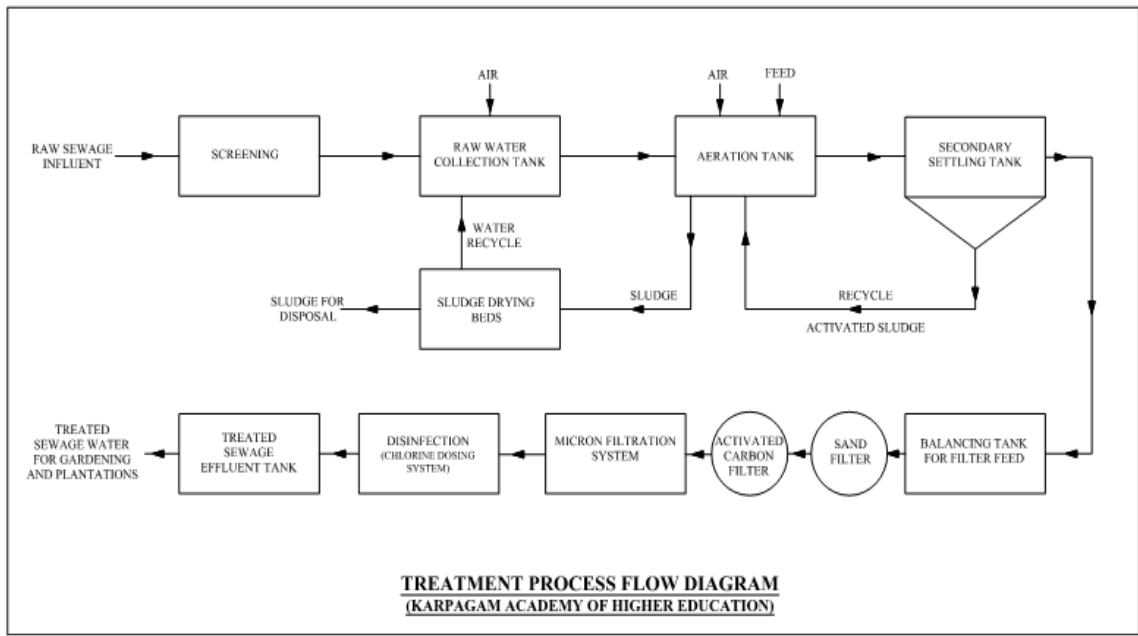 AIR
AIR
FEED
RAW SEWAGE
INFLUENT
SCREENING
RAW WATER
COLLECTION TANK
AERATION TANK
SECONDARY
SETTLING TANK
WATER
RECYCLE
SLUDGE FOR
DISPOSAL
SLUDGE DRYING
BEDS
SLUDGE
RECYCLE
ACTIVATED SLUDGE
TREATED
SEWAGE WATER
FOR GARDENING
AND PLANTATIONS
TREATED
SEWAGE
EFFLUENT TANK
DISINFECTION
(CHLORINE DOSING
SYSTEM)
MICRON FILTRATION
SYSTEM
ACTIVATED
CARBON
FILTER
SAND
FILTER
BALANCING TANK
FOR FILTER FEED
TREATMENT PROCESS FLOW DIAGRAM
(KARPAGAM ACADEMY OF HIGHER EDUCATION)